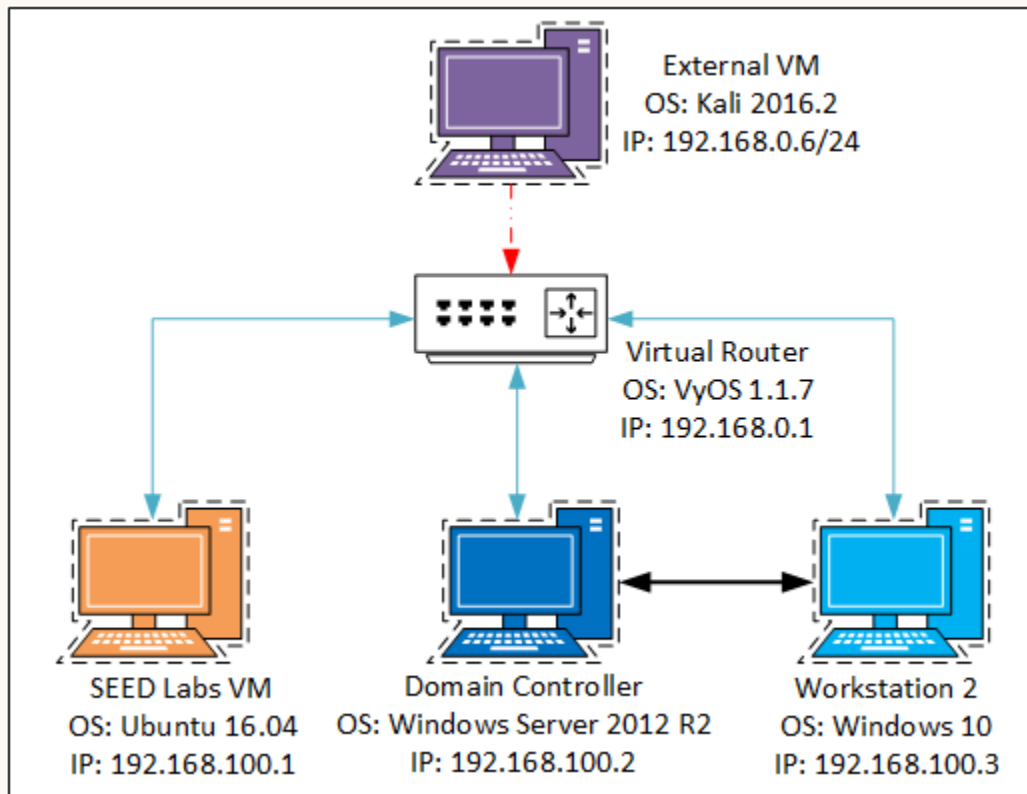 External VM
OS: Kali 2016.2
IP: 192.168.0.6/24
Virtual Router
OS: VyOS 1.1.7
IP: 192.168.0.1
SEED Labs VM
OS: Ubuntu 16.04
IP: 192.168.100.1
Domain Controller
OS: Windows Server 2012 R2
IP: 192.168.100.2
Workstation 2
OS: Windows 10
IP: 192.168.100.3